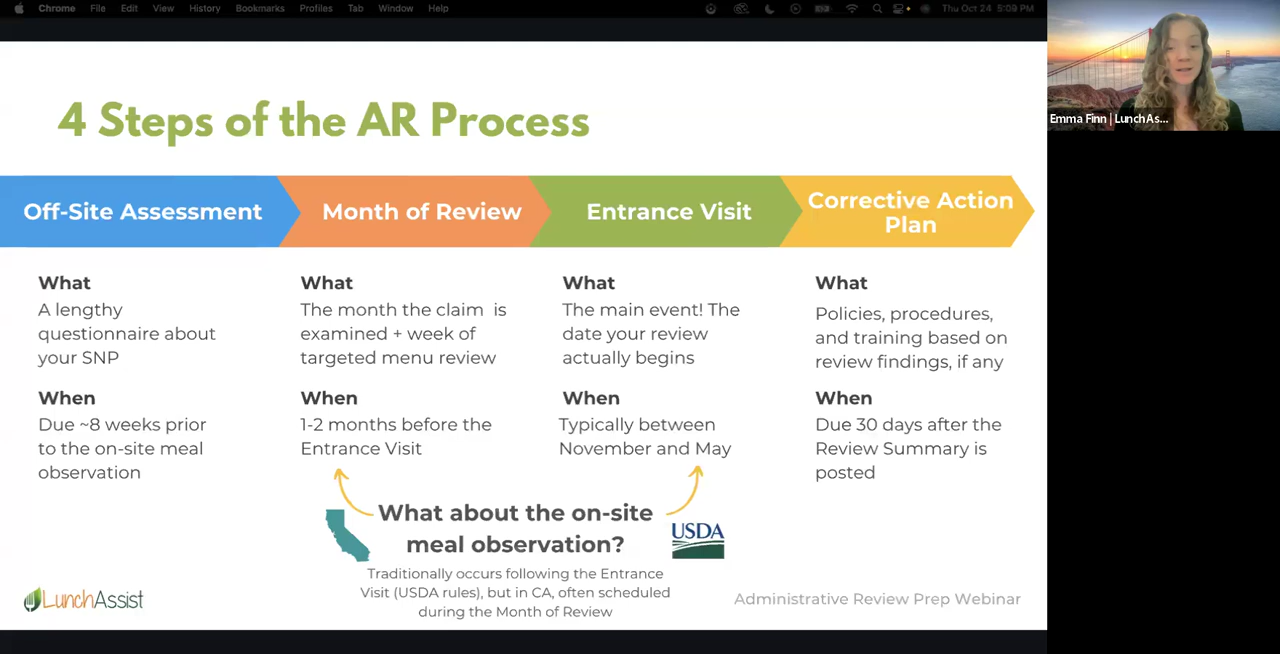 Chrome File Edit View History Bookmarks Profiles Tab Window Help
Thu Oct 24 5:09 PM
Emma Finn | LunchAs...
4 Steps of the AR Process
Off-Site Assessment
Month of Review
Entrance Visit
Corrective Action
Plan
What
A lengthy
questionnaire about
your SNP
When
Due ~8 weeks prior
to the on-site meal
observation
What
The month the claim is
examined + week of
targeted menu review
When
1-2 months before the
Entrance Visit
What
The main event! The
date your review
actually begins
When
Typically between
November and May
What
Policies, procedures,
and training based on
review findings, if any
When
Due 30 days after the
Review Summary is
posted
What about the on-site
meal observation?
USDA
Traditionally occurs following the Entrance
Visit (USDA rules), but in CA, often scheduled
during the Month of Review
LunchAssist
Administrative Review Prep Webinar